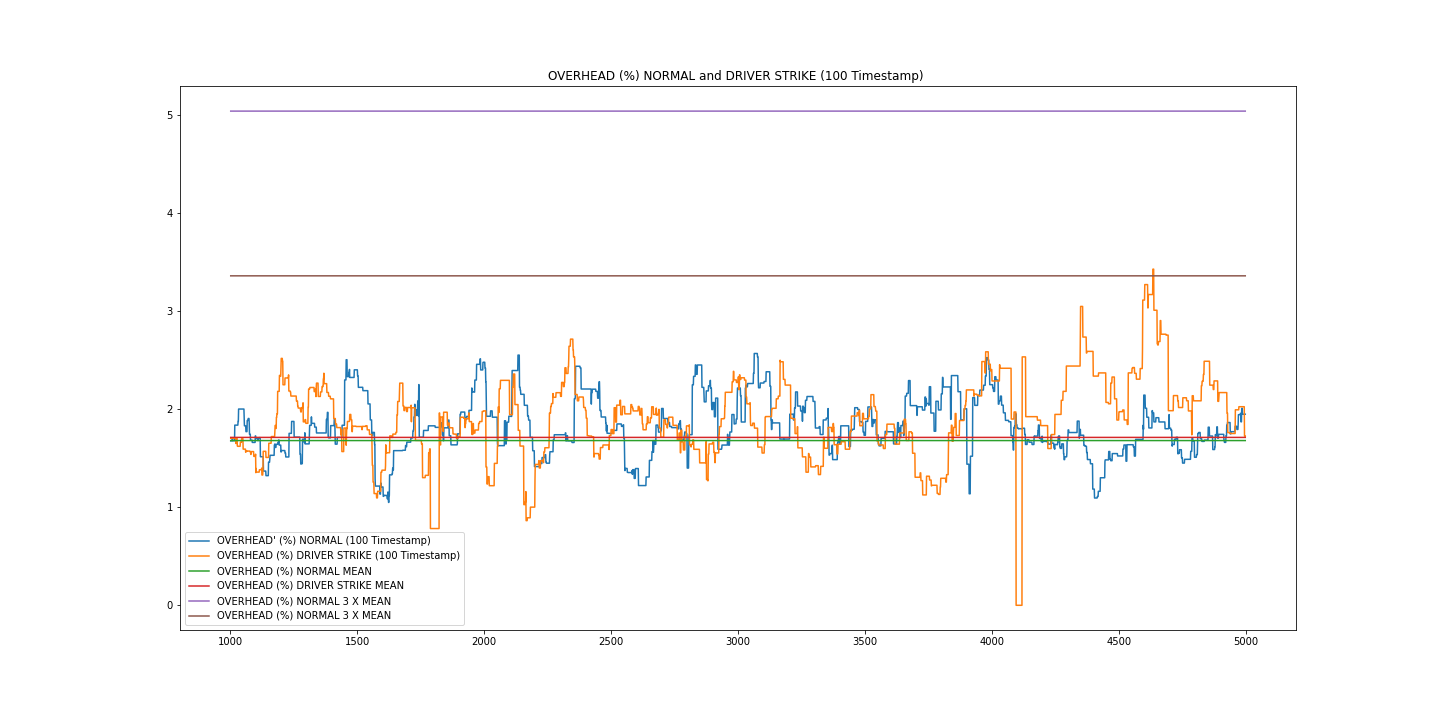 OVERHEAD (%) NORMAL and DRIVER STRIKE (100 Timestamp)
5
4
3
2
1
0
OVERHEAD' (%) NORMAL (100 Timestamp)
OVERHEAD (%) DRIVER STRIKE (100 Timestamp)
OVERHEAD (%) NORMAL MEAN
OVERHEAD (%) DRIVER STRIKE MEAN
OVERHEAD (%) NORMAL 3 X MEAN
OVERHEAD (%) NORMAL 3 X MEAN
1000 1500 2000 2500 3000 3500 4000 4500 5000